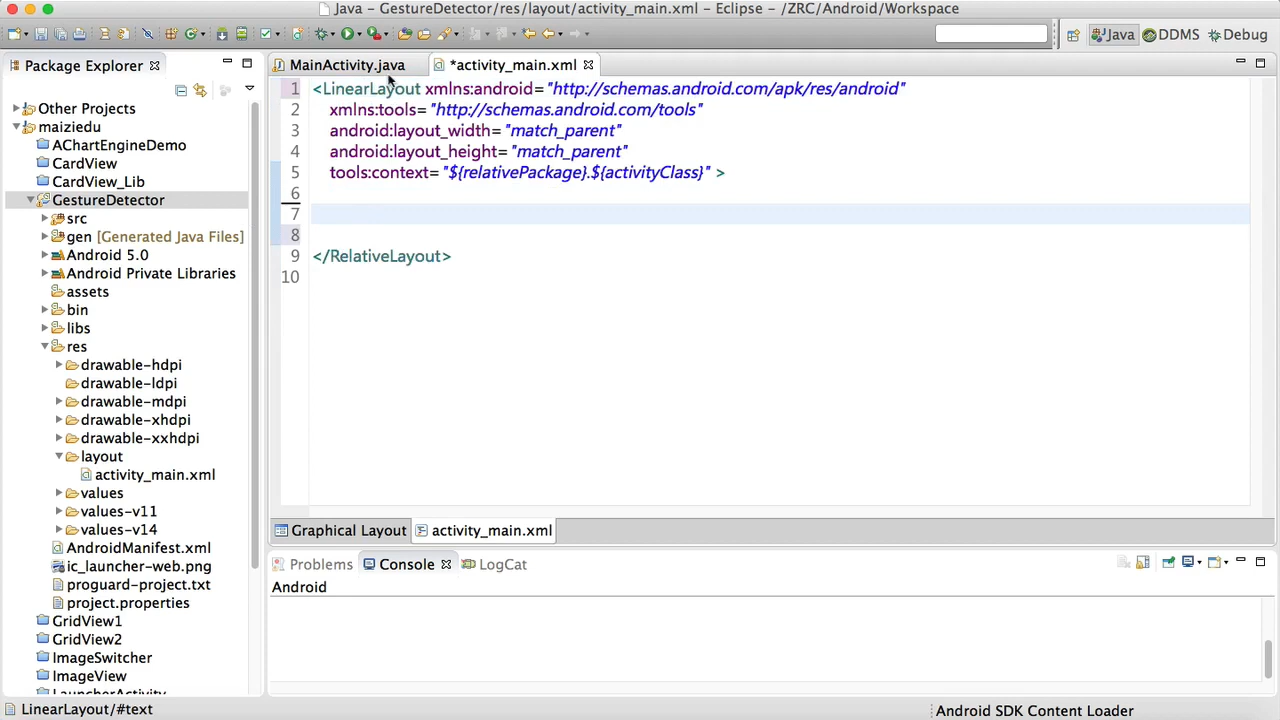 Java - GestureDetector/res/layout/activity_main.xml - Eclipse - /ZRC/Android/Workspace
Java
DDMS
Debug
Package Explorer
MainActivity.java
*activity_main.xml
Other Projects
maiziedu
AChartEngineDemo
CardView
CardView_Lib
GestureDetector
src
gen [Generated Java Files]
Android 5.0
Android Private Libraries
assets
bin
libs
res
drawable-hdpi
drawable-ldpi
drawable-mdpi
drawable-xhdpi
drawable-xxhdpi
layout
activity_main.xml
values
values-v11
values-v14
AndroidManifest.xml
ic_launcher-web.png
proguard-project.txt
project.properties
GridView1
GridView2
ImageSwitcher
ImageView
LauncherActivity
1 <LinearLayout xmlns:android="http://schemas.android.com/apk/res/android"
2 xmlns:tools="http://schemas.android.com/tools"
3 android:layout_width="match_parent"
4 android:layout_height="match_parent"
5 tools:context="${relativePackage}.${activityClass}" >
6
7
8
9 </RelativeLayout>
10
Graphical Layout
activity_main.xml
Problems
Console
LogCat
Android
LinearLayout/#text
Android SDK Content Loader